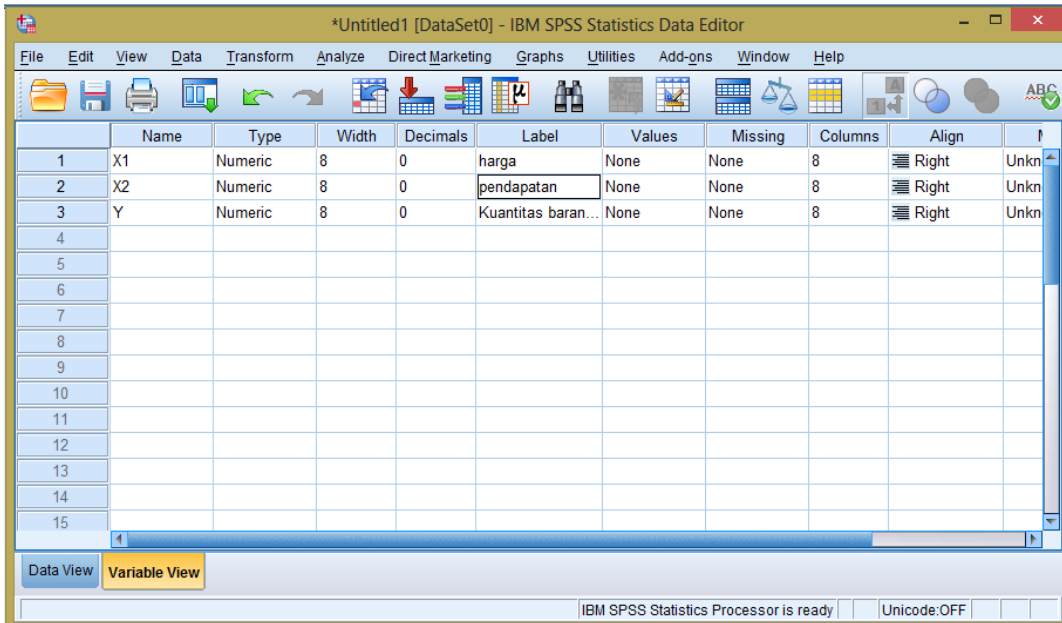 *Untitled1 [DataSet0] - IBM SPSS Statistics Data Editor
File Edit View Data Transform Analyze Direct Marketing Graphs Utilities Add-ons Window Help
Name Type Width Decimals Label Values Missing Columns Align
1 X1 Numeric 8 0 harga None None 8 Right Unkn
2 X2 Numeric 8 0 pendapatan None None 8 Right Unkn
3 Y Numeric 8 0 Kuantitas baran... None None 8 Right Unkn
4
5
6
7
8
9
10
11
12
13
14
15
Data View Variable View
IBM SPSS Statistics Processor is ready Unicode:OFF